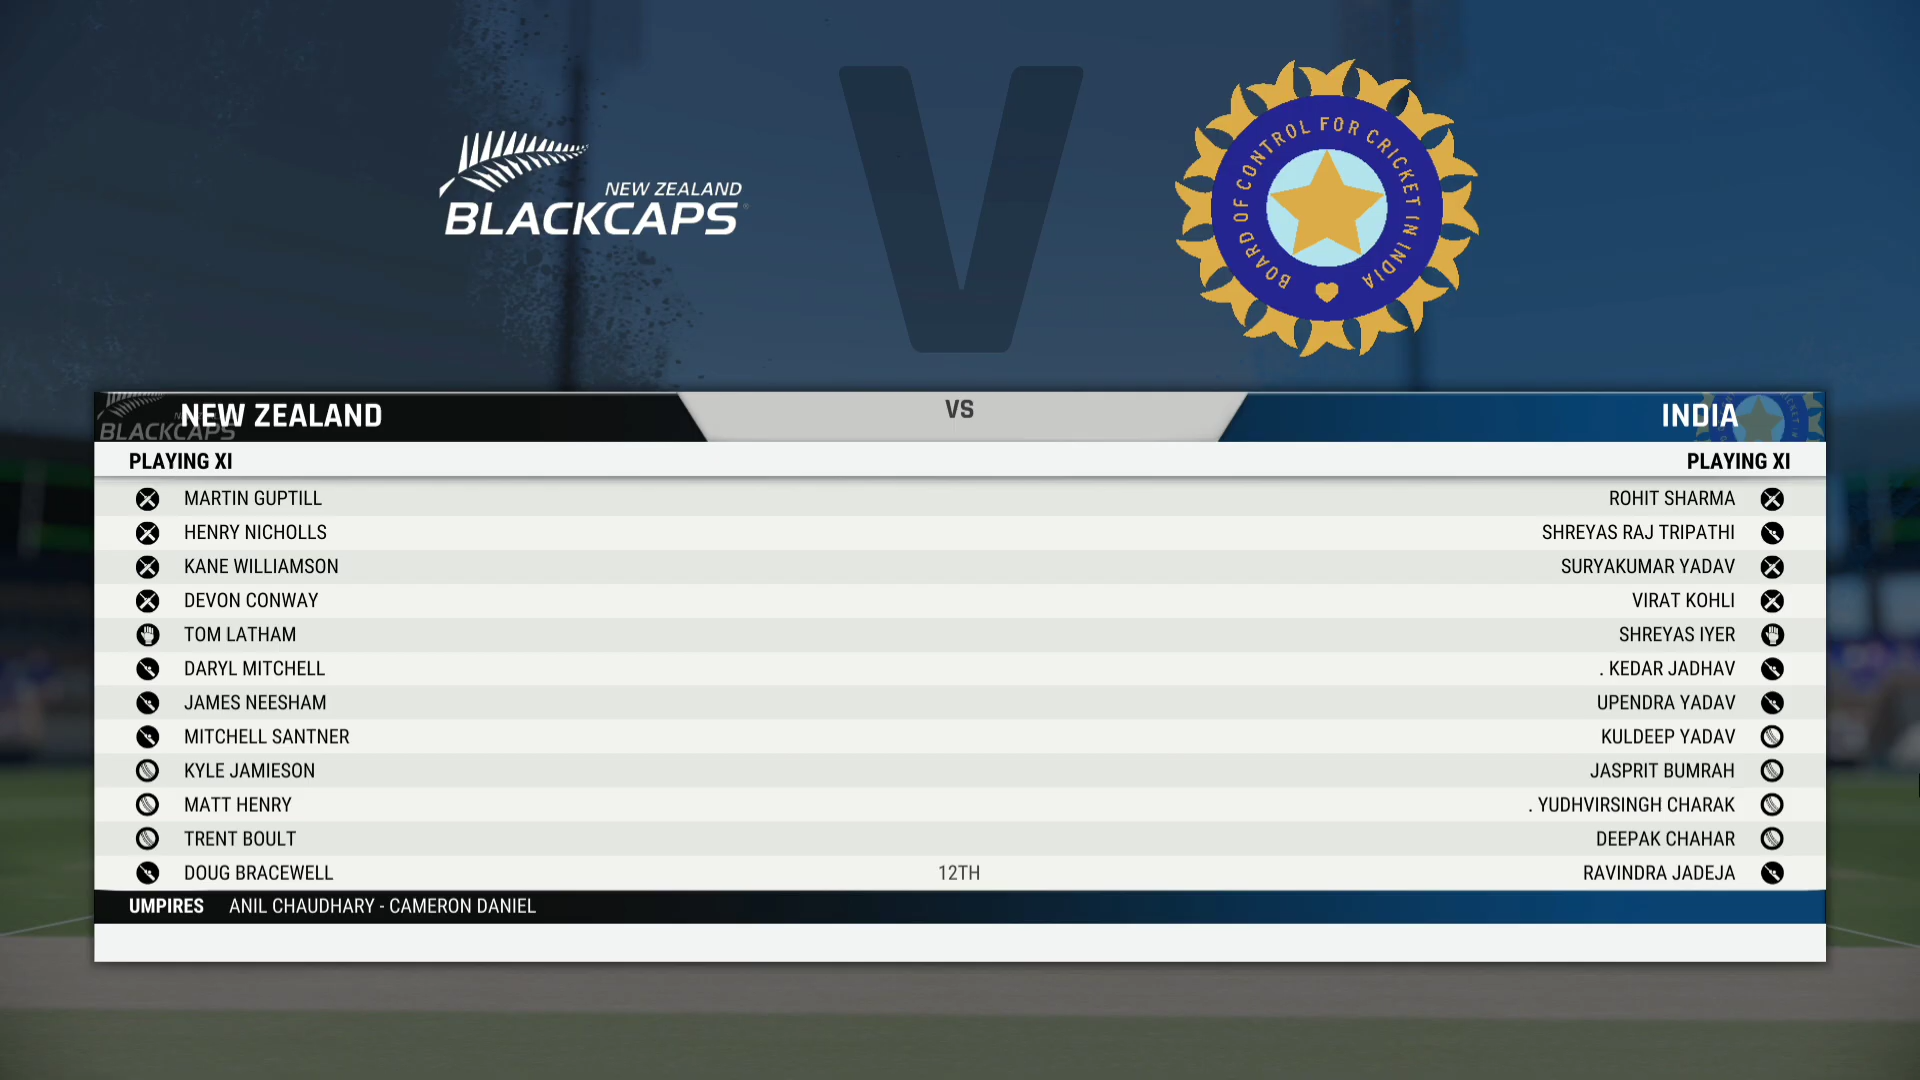 V
NEW ZEALAND
BLACKCAPS
BOARD OF CONTROL FOR CRICKET IN INDIA
NEW ZEALAND VS INDIA
BLACKCAPS
PLAYING XI PLAYING XI
MARTIN GUPTILL ROHIT SHARMA
HENRY NICHOLLS SHREYAS RAJ TRIPATHI
KANE WILLIAMSON SURYAKUMAR YADAV
DEVON CONWAY VIRAT KOHLI
TOM LATHAM SHREYAS IYER
DARYL MITCHELL . KEDAR JADHAV
JAMES NEESHAM UPENDRA YADAV
MITCHELL SANTNER KULDEEP YADAV
KYLE JAMIESON JASPRIT BUMRAH
MATT HENRY . YUDHVIRSINGH CHARAK
TRENT BOULT DEEPAK CHAHAR
DOUG BRACEWELL 12TH RAVINDRA JADEJA
UMPIRES ANIL CHAUDHARY - CAMERON DANIEL